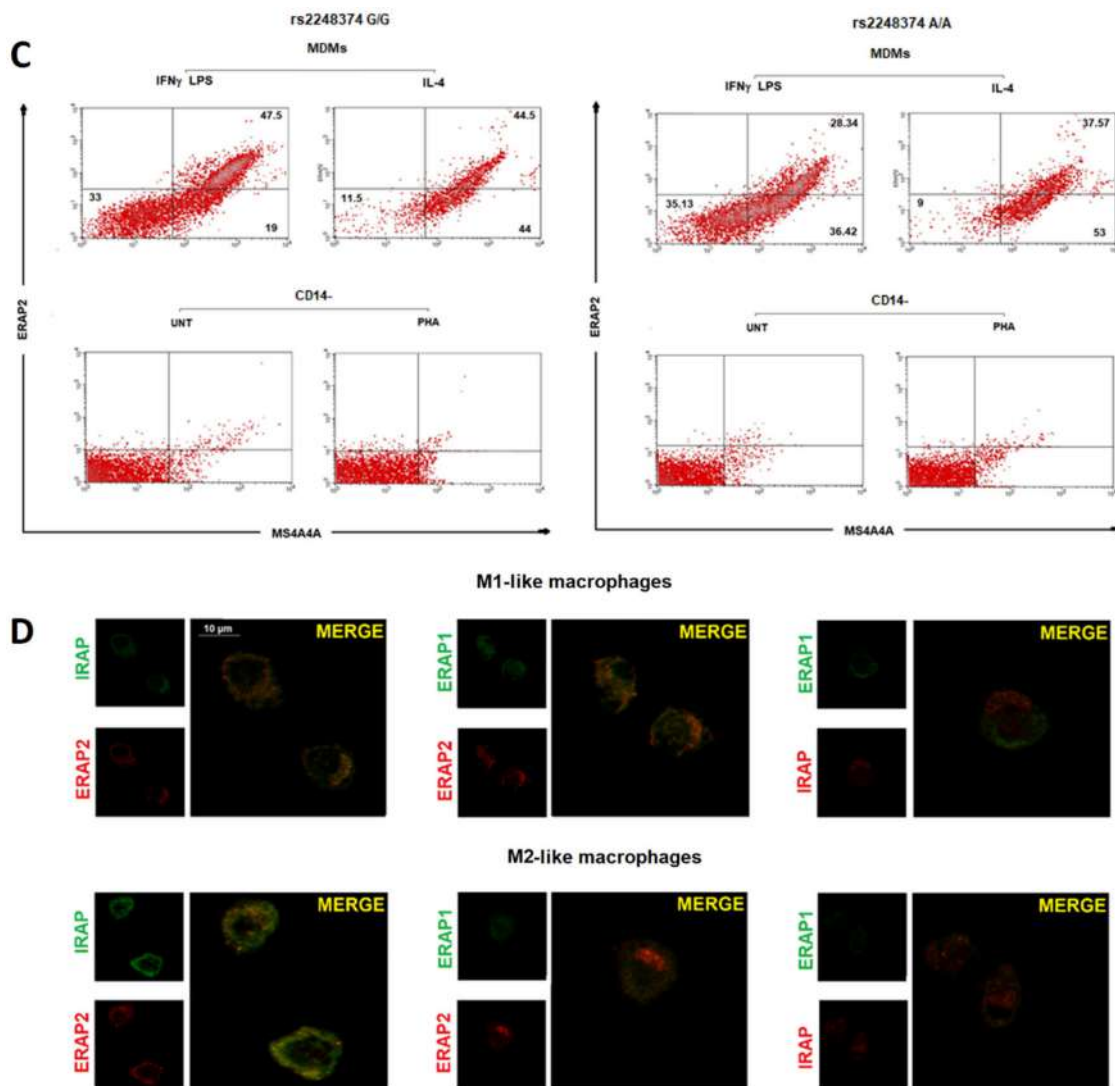 C
rs2248374 G/G
MDMs
IFNγ LPS
IL-4
47.5
33
19
44.5
11.5
44
CD14-
UNT
PHA
ERAP2
MS4A4A
rs2248374 A/A
MDMs
IFNγ LPS
IL-4
28.34
35.13
36.42
37.57
9
53
CD14-
UNT
PHA
ERAP2
MS4A4A
D
M1-like macrophages
IRAP
ERAP2
10 µm
MERGE
ERAP1
ERAP2
MERGE
ERAP1
IRAP
MERGE
M2-like macrophages
IRAP
ERAP2
MERGE
ERAP1
ERAP2
MERGE
ERAP1
IRAP
MERGE